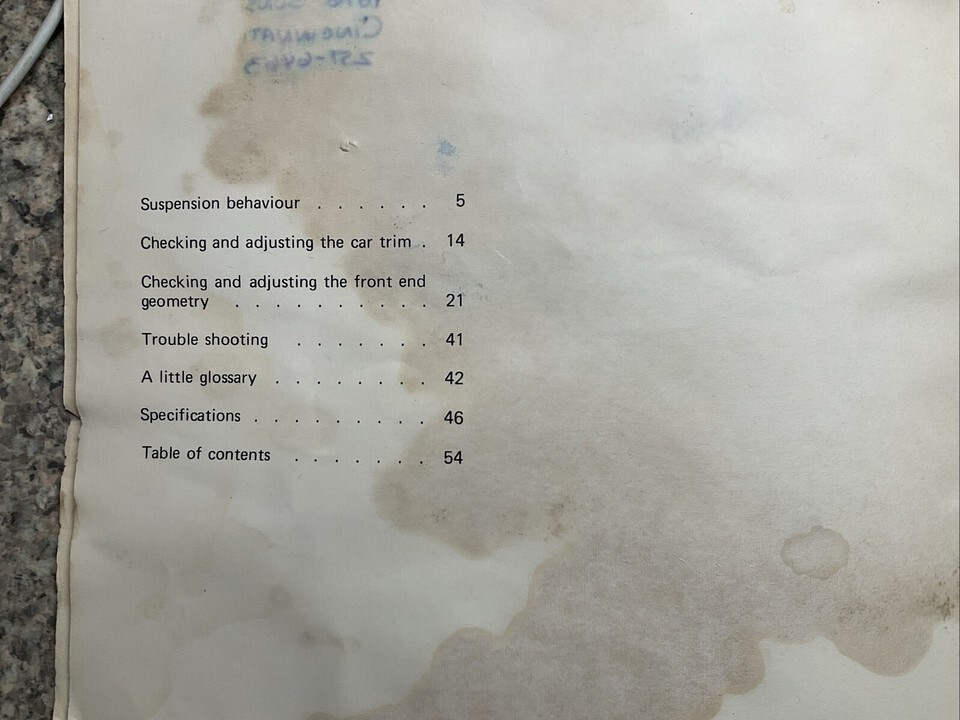 CINCINNATI
Suspension behaviour . . . . . . 5
Checking and adjusting the car trim . 14
Checking and adjusting the front end
geometry . . . . . . . . . . 21
Trouble shooting . . . . . . . 41
A little glossary . . . . . . . . 42
Specifications . . . . . . . . . 46
Table of contents . . . . . . . 54